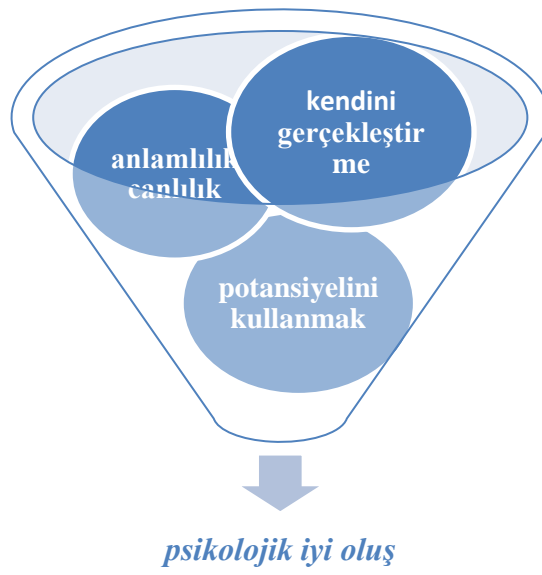 kendini
gerçekleştir
me
anlamlılık
canlılık
potansiyelini
kullanmak
psikolojik iyi oluş